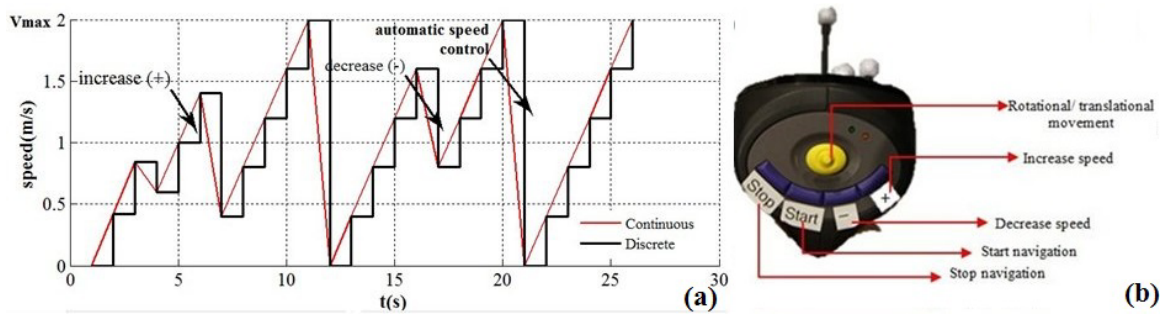 Vmax 2
1.5
1
0.5
0
speed(m/s)
0 5 10 15 20 25 30
t(s)
increase (+)
decrease (-)
automatic speed
control
Continuous
Discrete
(a)
Rotational/ translational
movement
Increase speed
Decrease speed
Start navigation
Stop navigation
Stop
Start
−
+
(b)